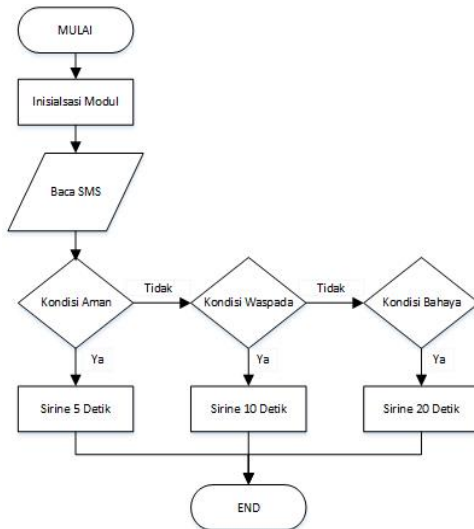 MULAI
Inisialsasi Modul
Baca SMS
Kondisi Aman
Tidak
Kondisi Waspada
Tidak
Kondisi Bahaya
Ya
Ya
Ya
Sirine 5 Detik
Sirine 10 Detik
Sirine 20 Detik
END